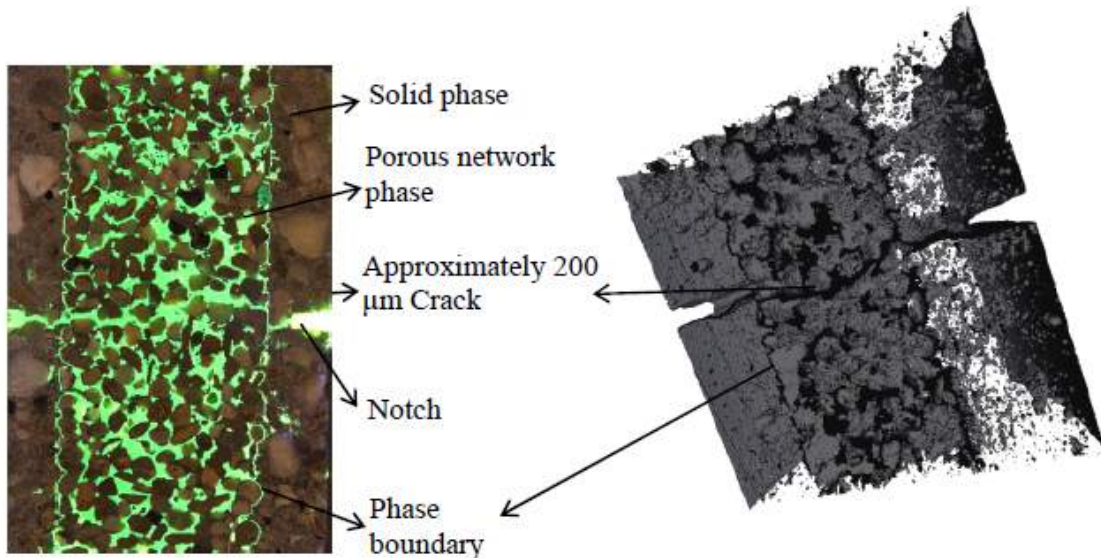 Solid phase
Porous network
phase
Approximately 200
μm Crack
Notch
Phase
boundary